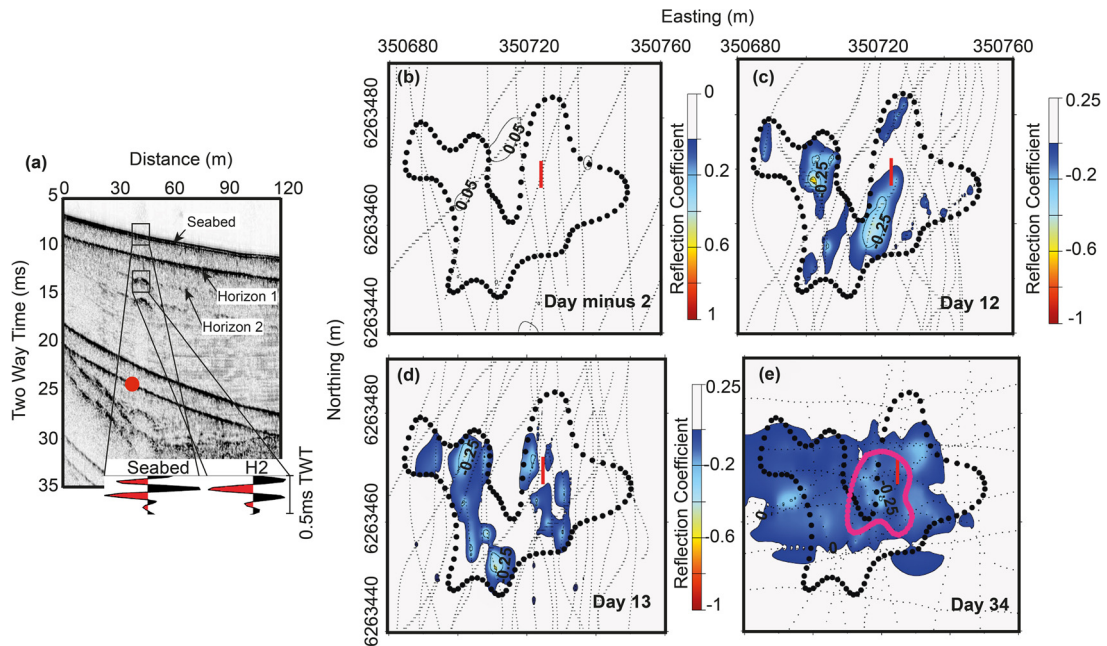 Easting (m)
350680
350720
350680
350720
350760
(a)
Distance (m)
0
30
60
90
120
5
10
15
20
25
30
35
Two Way Time (ms)
Seabed
Horizon 1
Horizon 2
Seabed
H2
0.5ms TWT
Northing (m)
6263480
6263460
6263440
(b)
0.05
0.05
Day minus 2
0
0.2
0.6
1
Reflection Coefficient
(c)
-0.25
-0.25
Day 12
0.25
-0.2
-0.6
-1
Reflection Coefficient
6263480
6263460
6263440
(d)
-0.25
-0.25
Day 13
0.25
-0.2
-0.6
-1
Reflection Coefficient
(e)
0
0
-0.25
Day 34